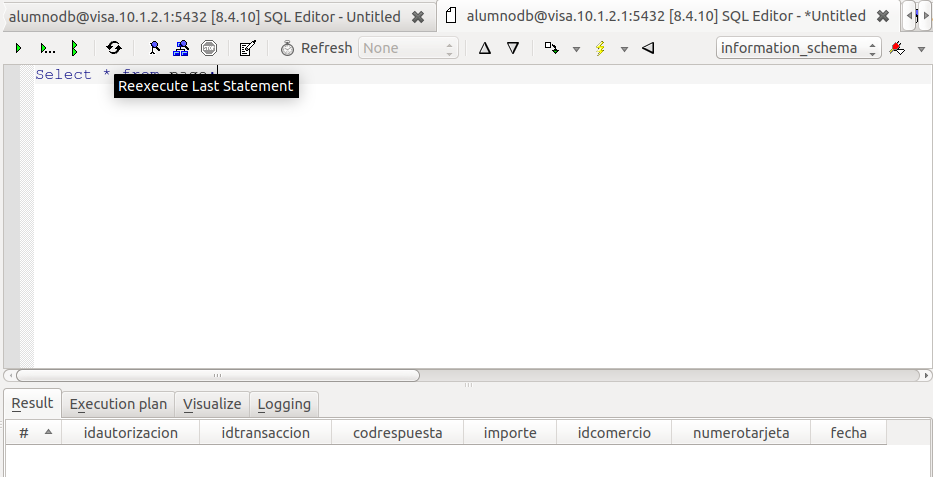 alumnodb@visa.10.1.2.1:5432 [8.4.10] SQL Editor - Untitled
alumnodb@visa.10.1.2.1:5432 [8.4.10] SQL Editor - *Untitled
Refresh None information_schema
Select * from pago;
Reexecute Last Statement
Result Execution plan Visualize Logging
# idautorizacion idtransaccion codrespuesta importe idcomercio numerotarjeta fecha